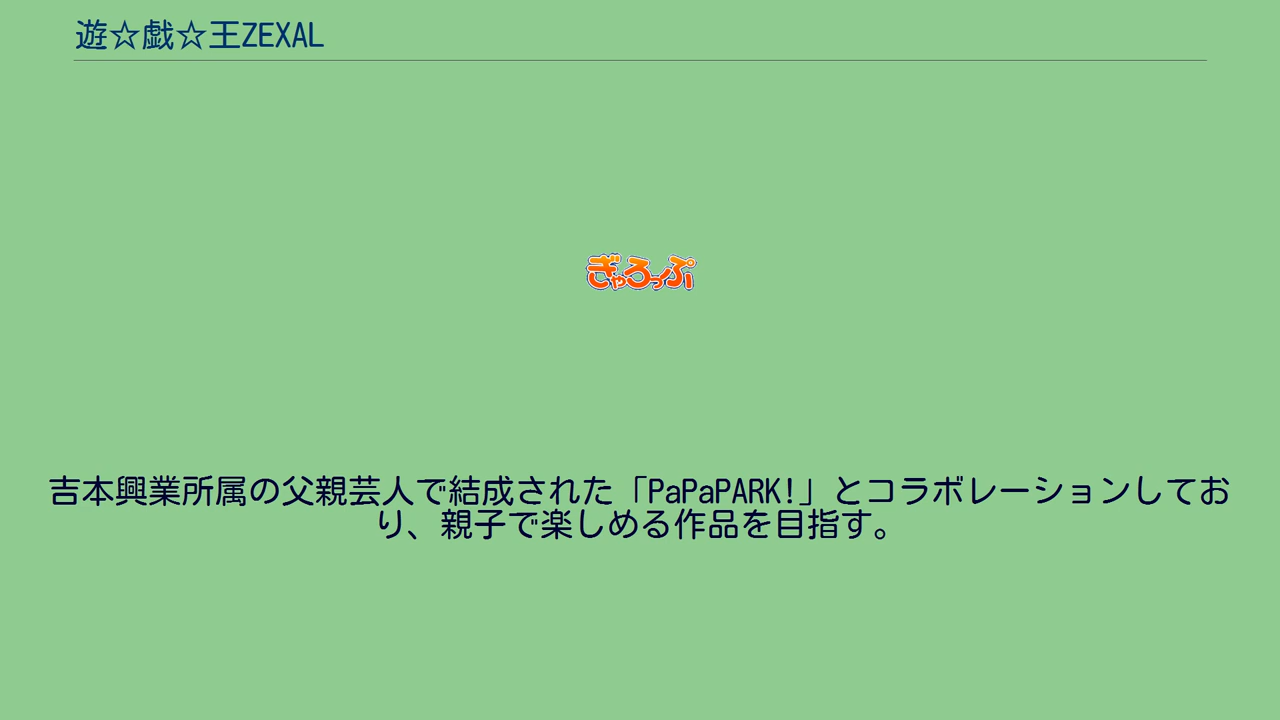 遊☆戯☆王ZEXAL
ぎゃろっぷ
吉本興業所属の父親芸人で結成された「PaPaPARK!」とコラボレーションしてお
り、親子で楽しめる作品を目指す。